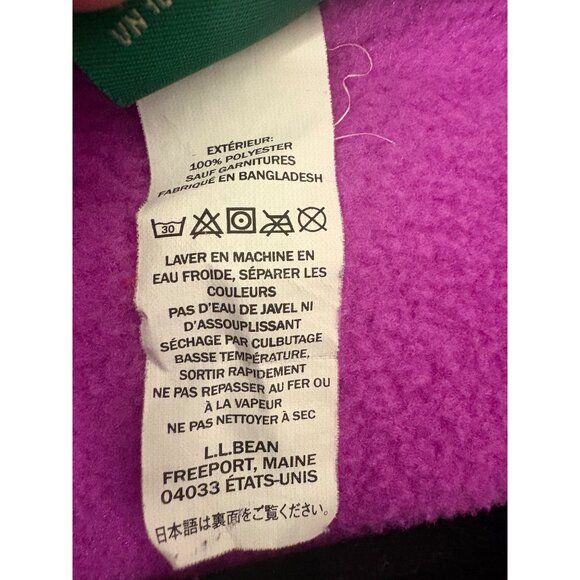 EXTÉRIEUR:
100% POLYESTER
SAUF GARNITURES
FABRIQUÉ EN BANGLADESH
30
LAVER EN MACHINE EN
EAU FROIDE, SÉPARER LES
COULEURS
PAS D'EAU DE JAVEL NI
D'ASSOUPLISSANT
SÉCHAGE PAR CULBUTAGE
BASSE TEMPÉRATURE,
SORTIR RAPIDEMENT
NE PAS REPASSER AU FER OU
À LA VAPEUR
NE PAS NETTOYER À SEC
L.L.BEAN
FREEPORT, MAINE
04033 ÉTATS-UNIS
日本語は裏面をご覧ください。